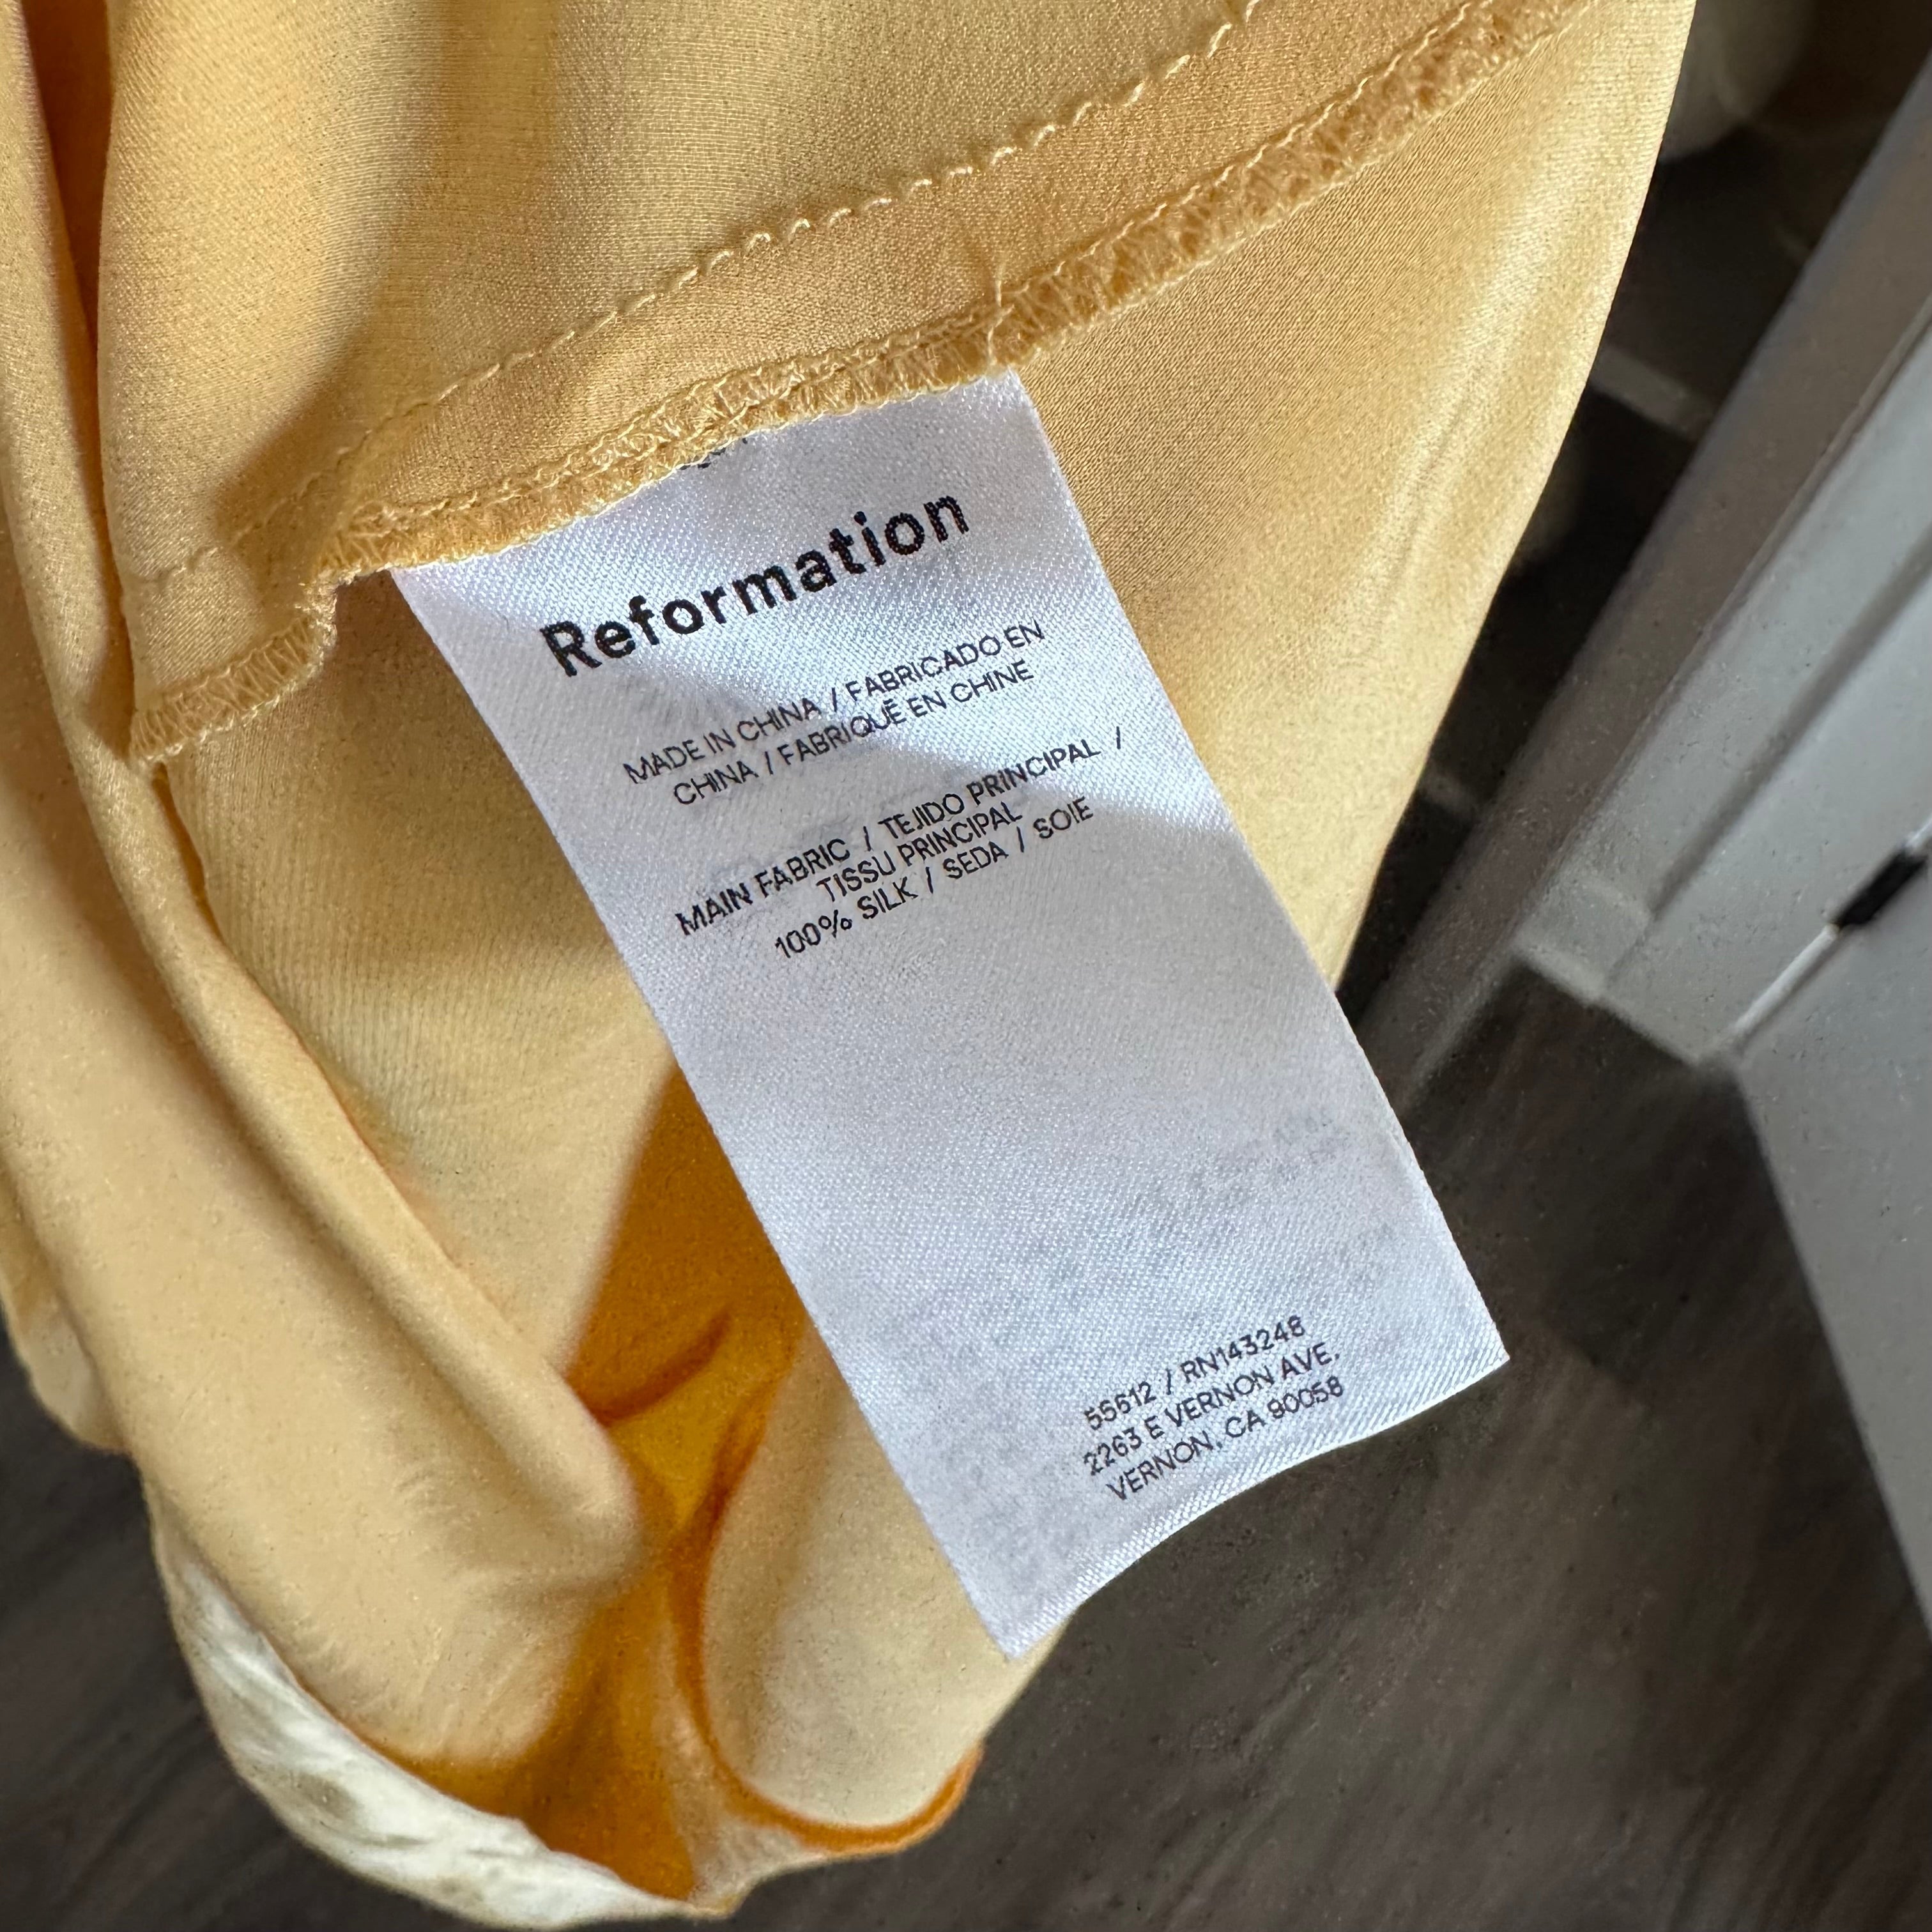 Reformation
MADE IN CHINA / FABRICADO EN
CHINA / FABRIQUÉ EN CHINE
MAIN FABRIC / TEJIDO PRINCIPAL /
TISSU PRINCIPAL
100% SILK / SEDA / SOIE
55612 / RN143248
2263 E VERNON AVE.
VERNON, CA 90058